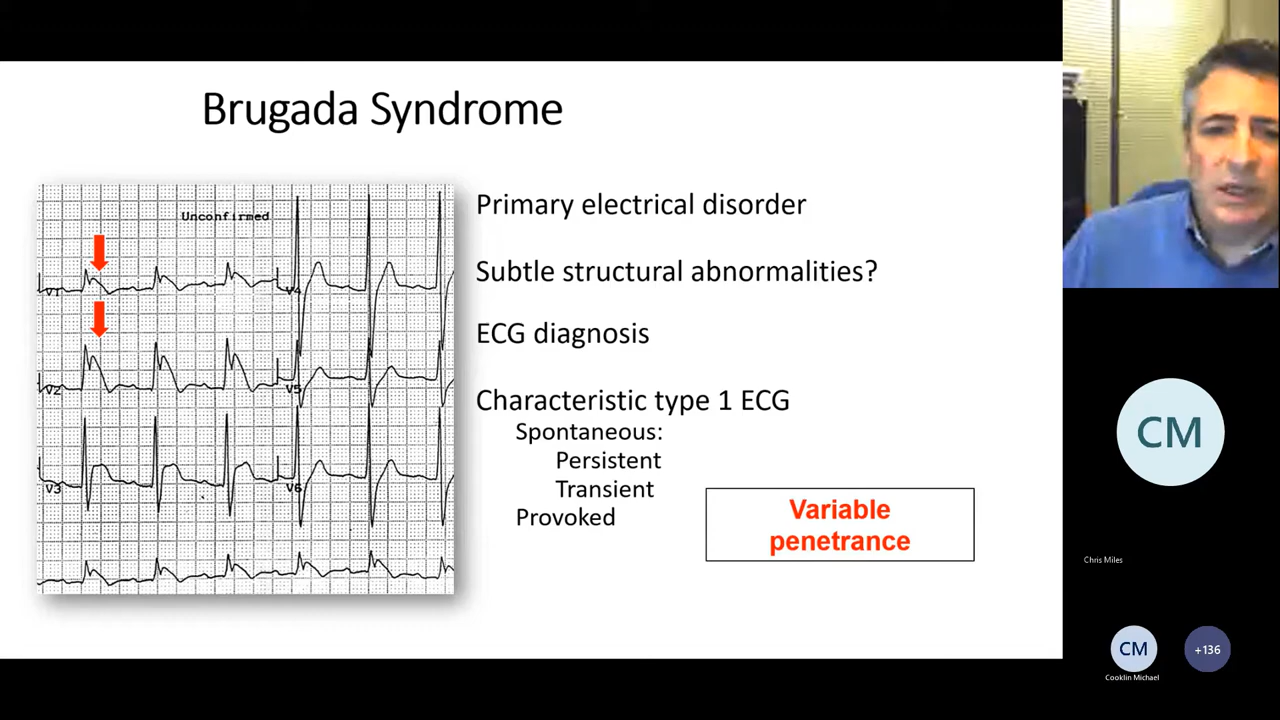 Brugada Syndrome
Unconfirmed
V1
V4
V2
V5
V3
V6
Primary electrical disorder
Subtle structural abnormalities?
ECG diagnosis
Characteristic type 1 ECG
Spontaneous:
Persistent
Transient
Provoked
Variable
penetrance
CM
Chris Miles
CM
+136
Cooklin Michael